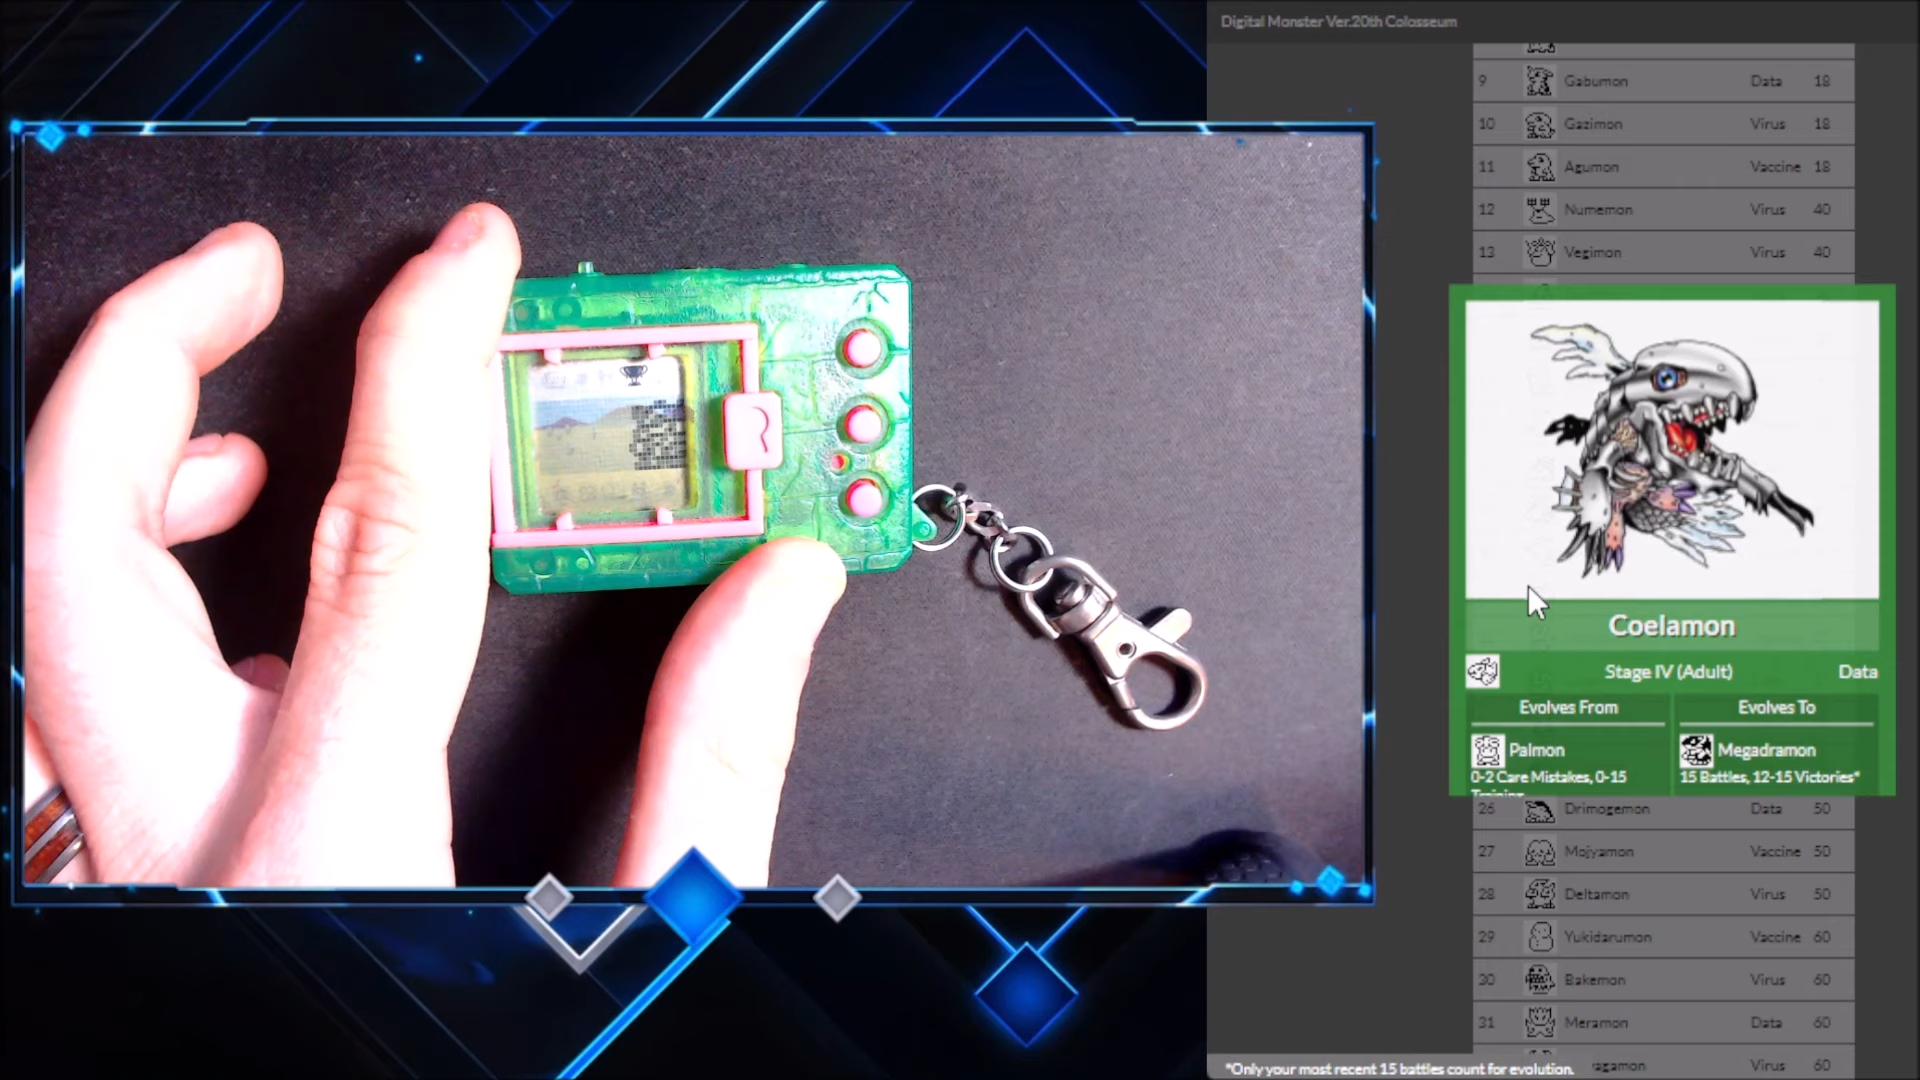 Digital Monster Ver.20th Colosseum
9 Gabumon Data 18
10 Gazimon Virus 18
11 Agumon Vaccine 18
12 Numemon Virus 40
13 Vegimon Virus 40
Coelamon
Stage IV (Adult) Data
Evolves From Evolves To
Palmon Megadramon
0-2 Care Mistakes, 0-15 15 Battles, 12-15 Victories*
26 Drimogemon Data 50
27 Mojyamon Vaccine 50
28 Deltamon Virus 50
29 Yukidarumon Vaccine 60
30 Bakemon Virus 60
31 Meramon Data 60
*Only your most recent 15 battles count for evolution. Virus 60